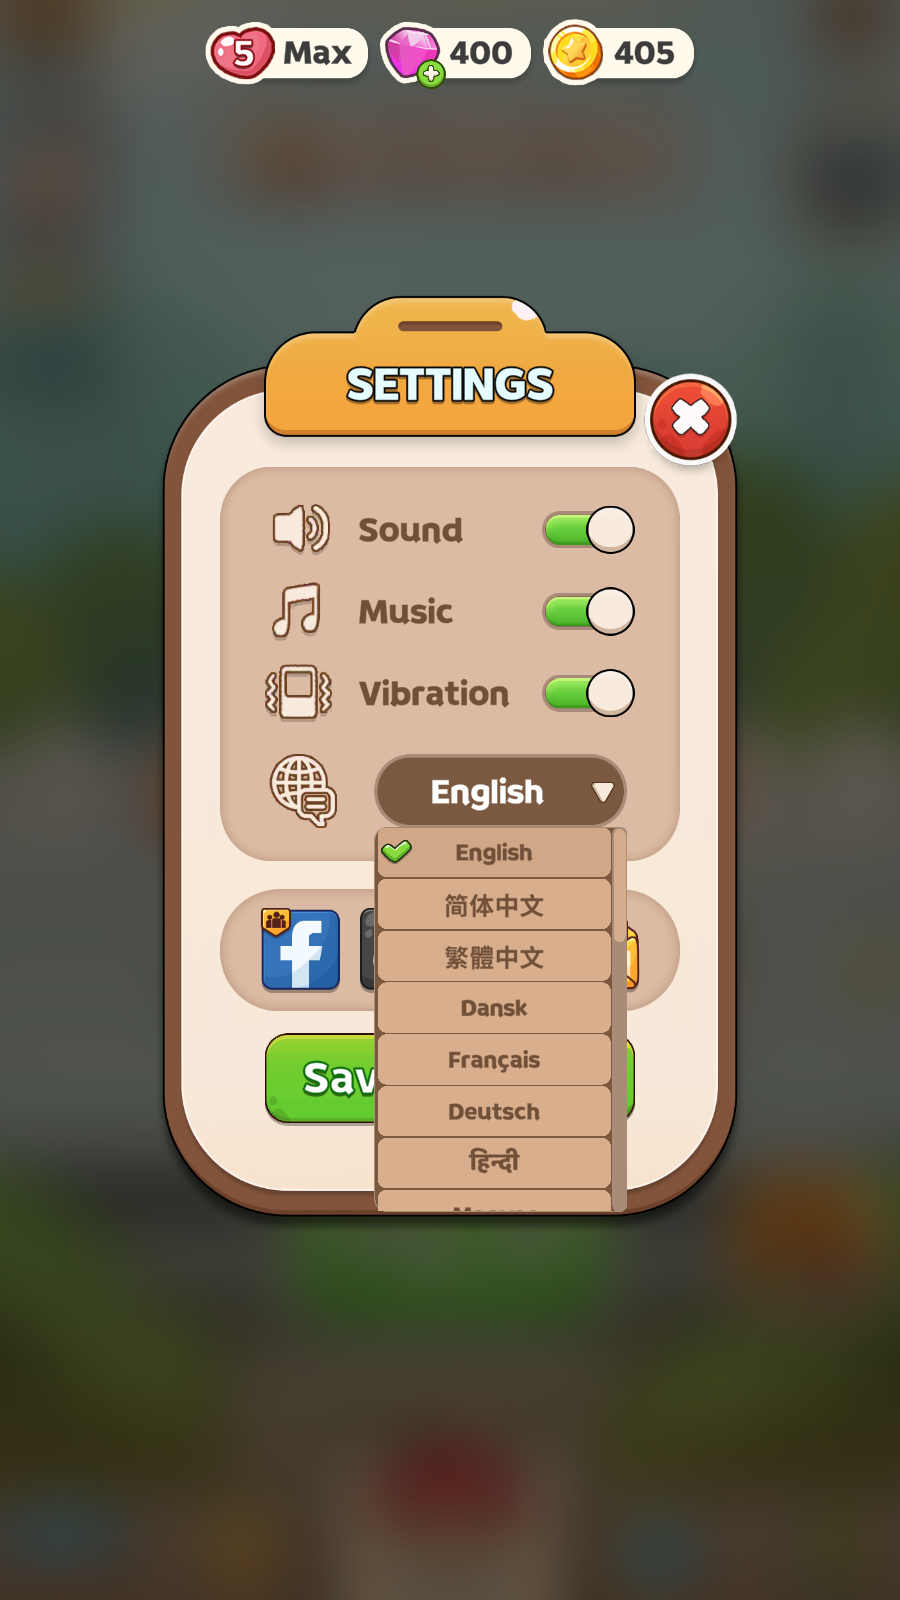 5 Max 400 405
SETTINGS
Sound
Music
Vibration
English
English
简体中文
繁體中文
Dansk
Français
Deutsch
हिन्दी
Sav